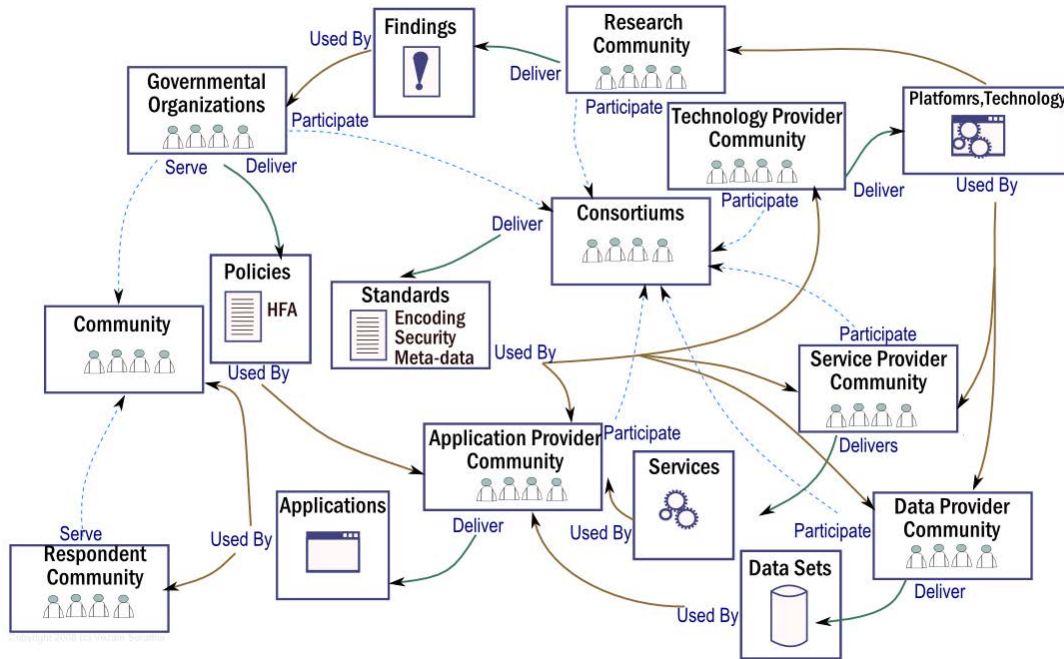 Findings
Used By
Research
Community
Deliver
Participate
Governmental
Organizations
Participate
Serve
Deliver
Technology Provider
Community
Participate
Deliver
Platfomrs,Technology
Used By
Consortiums
Deliver
Policies
HFA
Used By
Standards
Encoding
Security
Meta-data
Used By
Community
Participate
Service Provider
Community
Delivers
Application Provider
Community
Participate
Deliver
Services
Used By
Applications
Data Provider
Community
Participate
Deliver
Data Sets
Used By
Used By
Serve
Respondent
Community